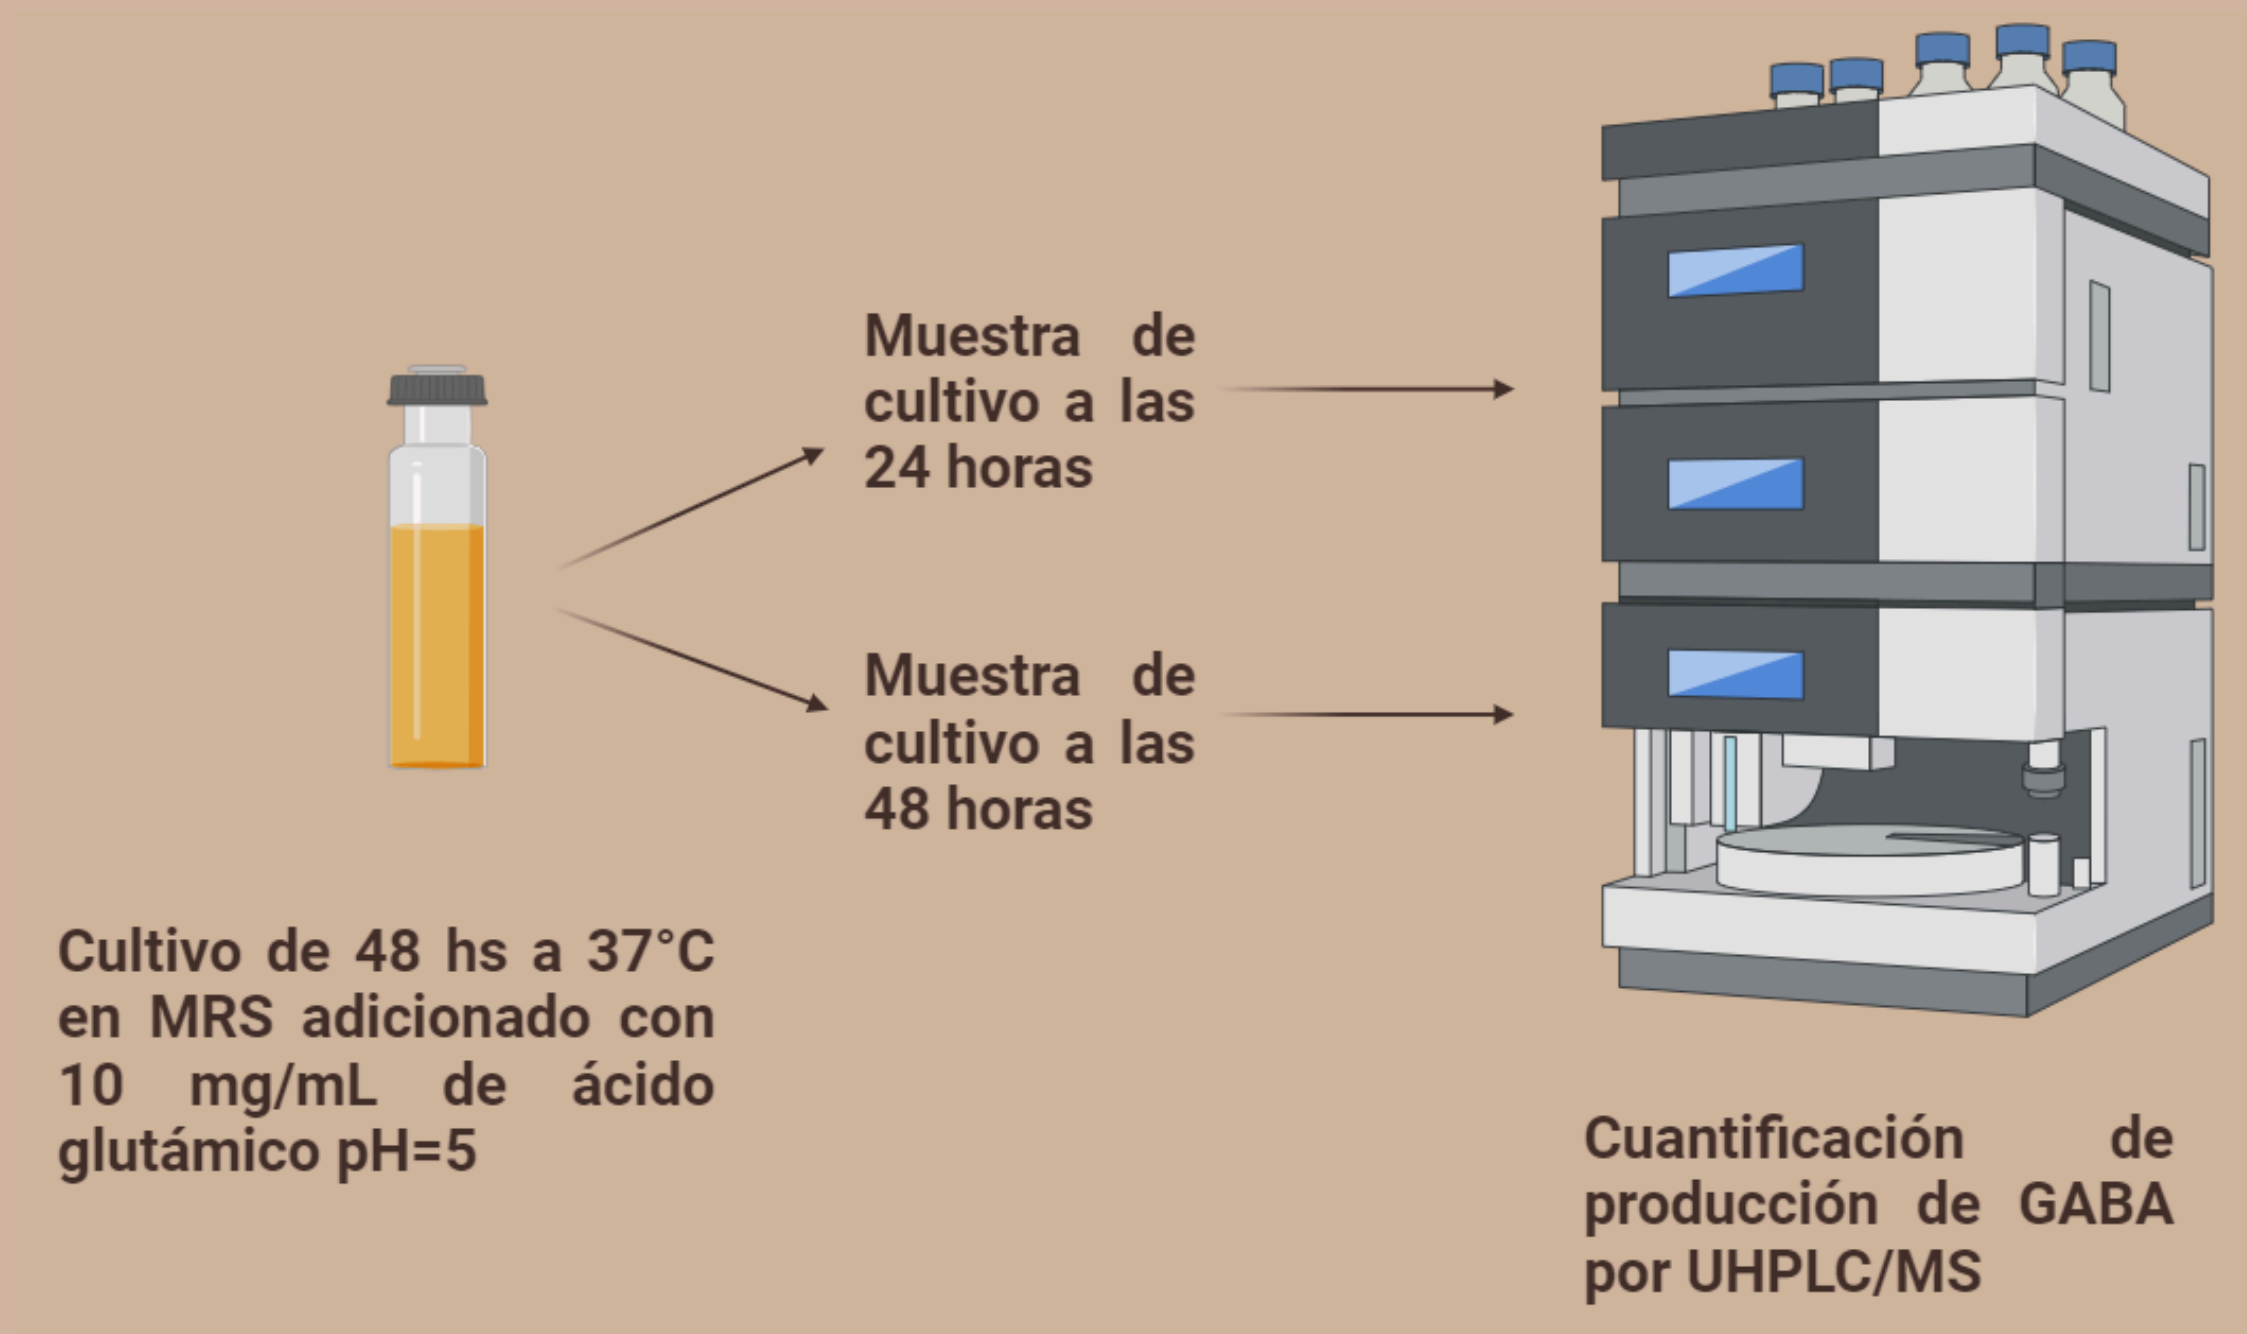 Muestra de
cultivo a las
24 horas
Muestra de
cultivo a las
48 horas
Cultivo de 48 hs a 37°C
en MRS adicionado con
10 mg/mL de ácido
glutámico pH=5
Cuantificación de
producción de GABA
por UHPLC/MS